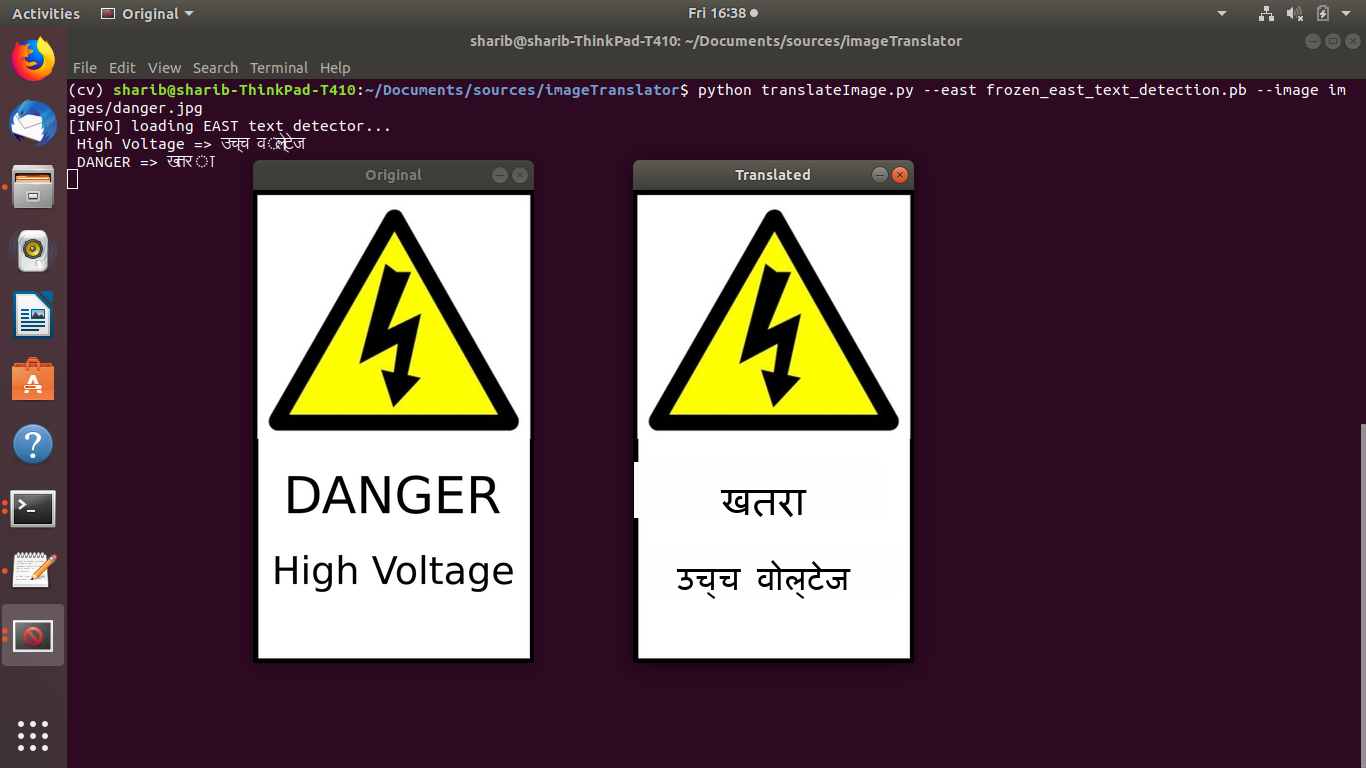 Activities Original Fri 16:38
sharib@sharib-ThinkPad-T410: ~/Documents/sources/imageTranslator
File Edit View Search Terminal Help
(cv) sharib@sharib-ThinkPad-T410:~/Documents/sources/imageTranslator$ python translateImage.py --east frozen_east_text_detection.pb --image im
ages/danger.jpg
[INFO] loading EAST text detector...
High Voltage => उच्च वोल्टेज
DANGER => खतरा
Original
DANGER
High Voltage
Translated
खतरा
उच्च वोल्टेज